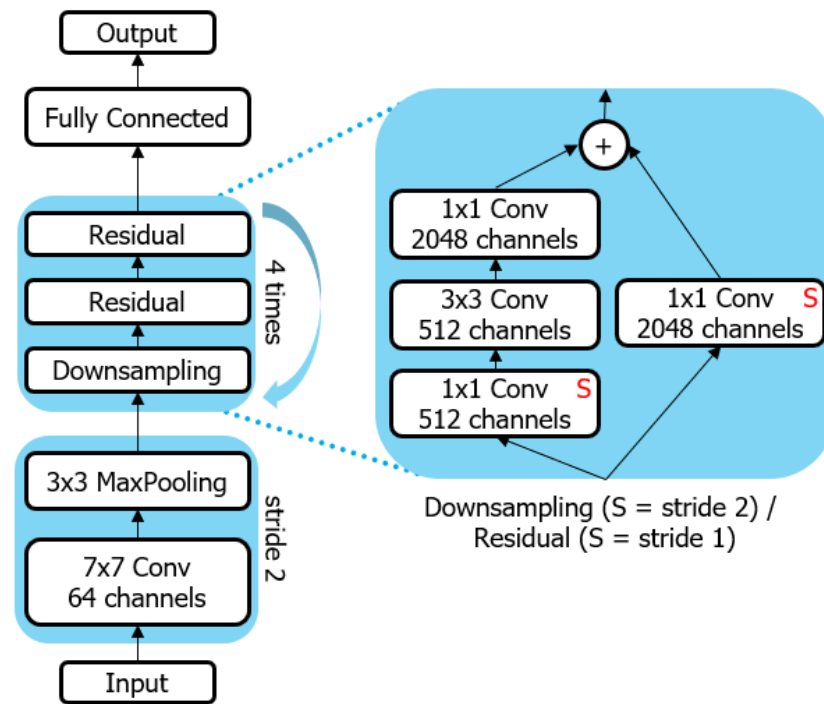 Output
Fully Connected
Residual
Residual
Downsampling
4 times
3x3 MaxPooling
7x7 Conv
64 channels
stride 2
Input
+
1x1 Conv
2048 channels
3x3 Conv
512 channels
1x1 Conv S
512 channels
1x1 Conv S
2048 channels
Downsampling (S = stride 2) /
Residual (S = stride 1)